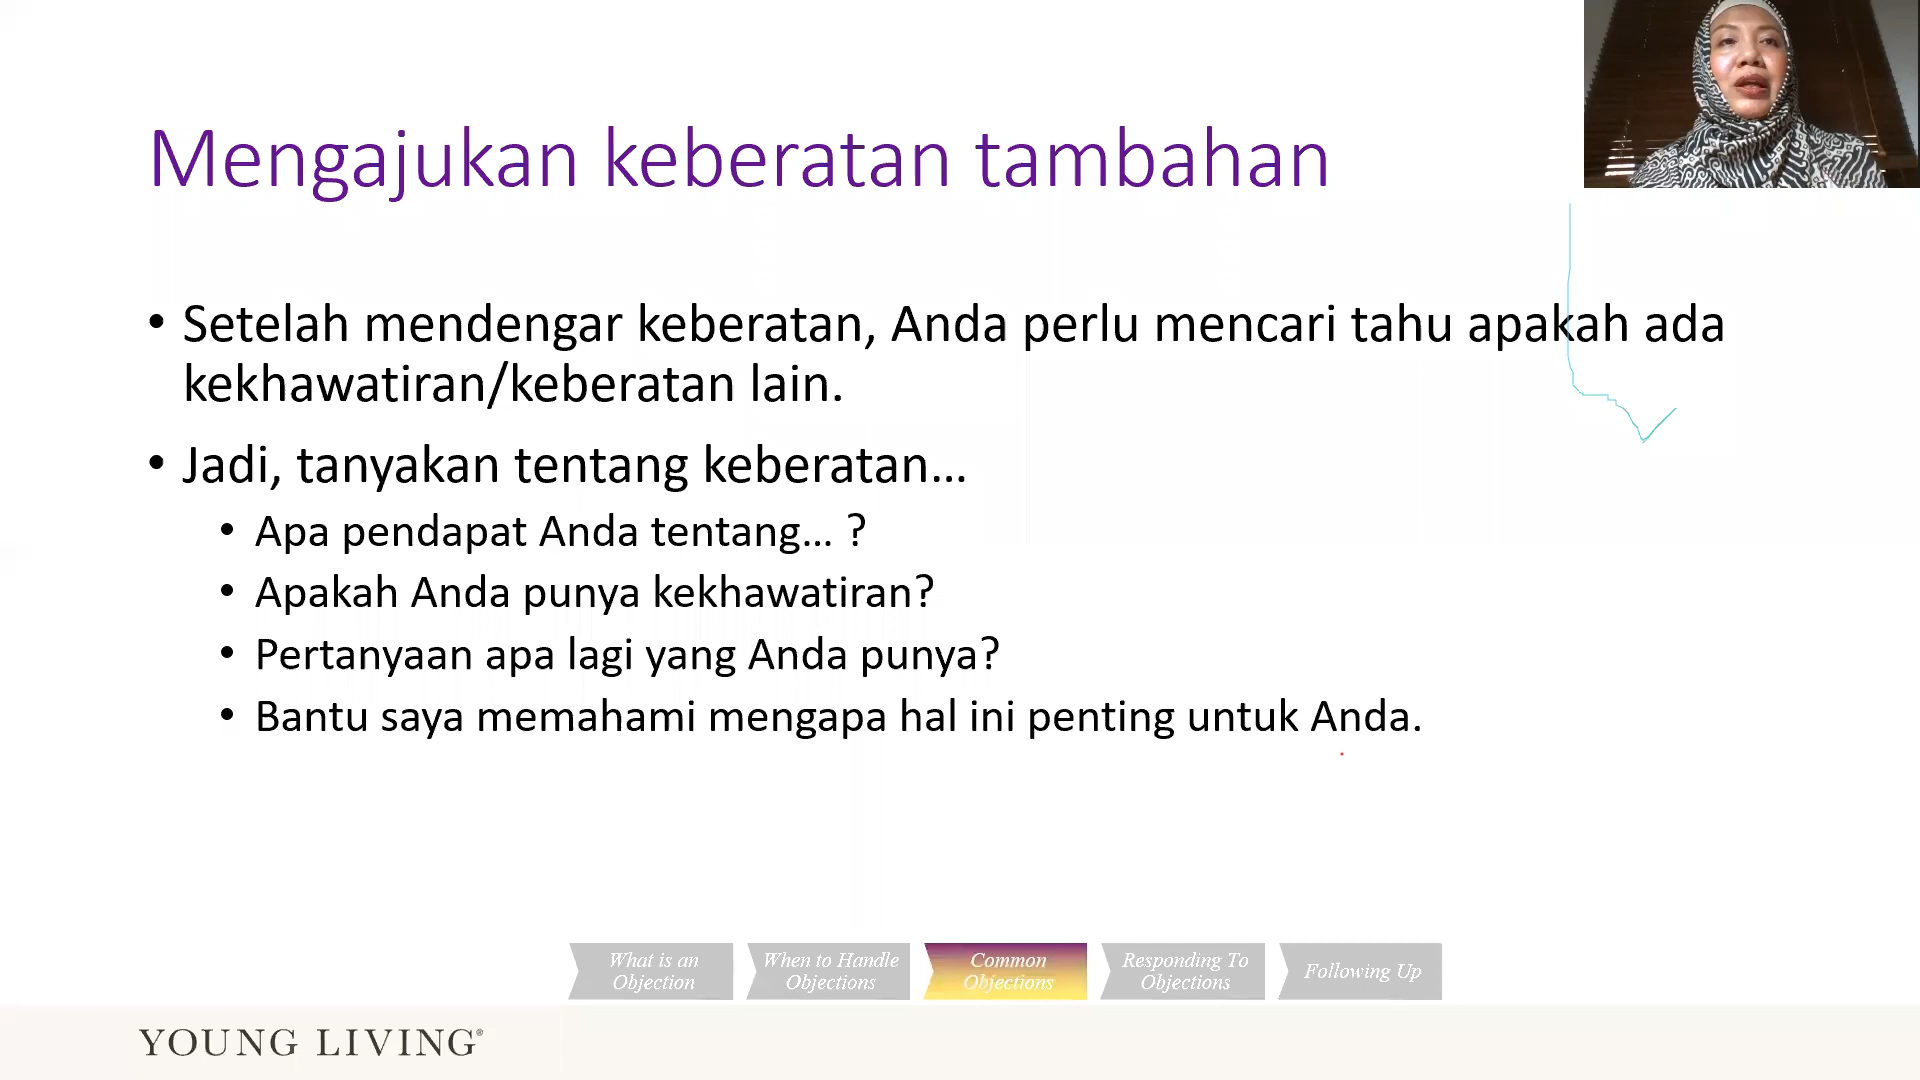 Mengajukan keberatan tambahan
• Setelah mendengar keberatan, Anda perlu mencari tahu apakah ada
kekhawatiran/keberatan lain.
• Jadi, tanyakan tentang keberatan...
• Apa pendapat Anda tentang... ?
• Apakah Anda punya kekhawatiran?
• Pertanyaan apa lagi yang Anda punya?
• Bantu saya memahami mengapa hal ini penting untuk Anda.
What is an
Objection
When to Handle
Objections
Common
Objections
Responding To
Objections
Following Up
YOUNG LIVING®